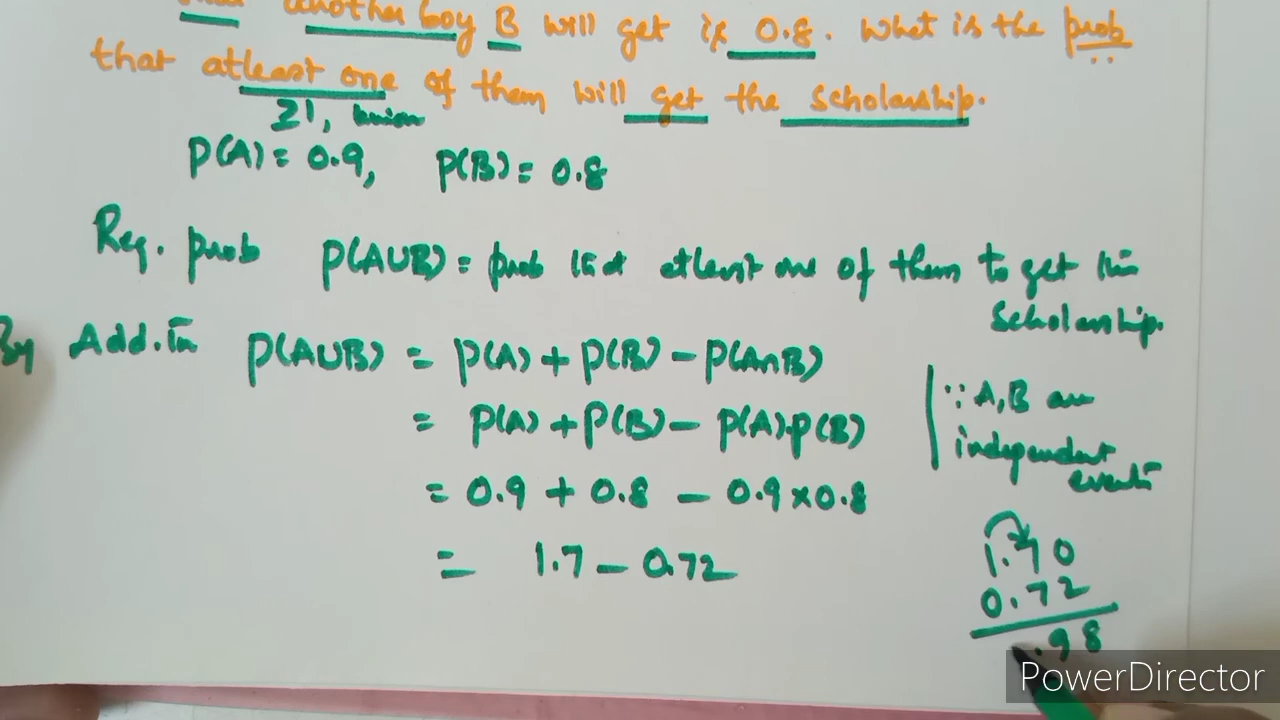 another boy B will get is 0.8. What is the prob
that atleast one of them will get the scholarship.
≥1, union
P(A) = 0.9, P(B) = 0.8
Req. prob P(AUB) = prob that atleast one of them to get the
Scholarship.
By Add. Th P(AUB) = P(A) + P(B) – P(A∩B)
= P(A) + P(B) – P(A).P(B)
∵ A, B are
independent
events
= 0.9 + 0.8 – 0.9 × 0.8
= 1.7 – 0.72
1.70
0.72
.98
PowerDirector